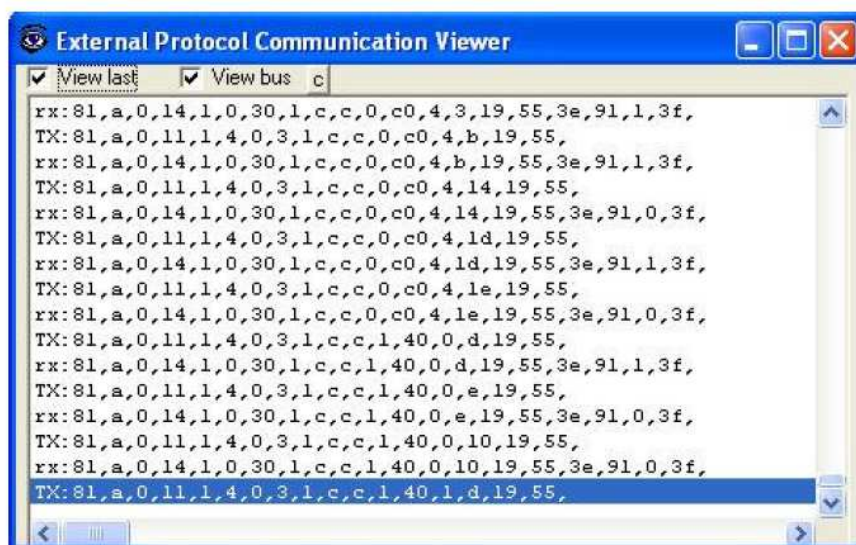 External Protocol Communication Viewer
View last View bus c
rx:81,a,0,14,1,0,30,1,c,c,0,c0,4,3,19,55,3e,91,1,3f,
TX:81,a,0,11,1,4,0,3,1,c,c,0,c0,4,b,19,55,
rx:81,a,0,14,1,0,30,1,c,c,0,c0,4,b,19,55,3e,91,1,3f,
TX:81,a,0,11,1,4,0,3,1,c,c,0,c0,4,14,19,55,
rx:81,a,0,14,1,0,30,1,c,c,0,c0,4,14,19,55,3e,91,0,3f,
TX:81,a,0,11,1,4,0,3,1,c,c,0,c0,4,1d,19,55,
rx:81,a,0,14,1,0,30,1,c,c,0,c0,4,1d,19,55,3e,91,1,3f,
TX:81,a,0,11,1,4,0,3,1,c,c,0,c0,4,1e,19,55,
rx:81,a,0,14,1,0,30,1,c,c,0,c0,4,1e,19,55,3e,91,0,3f,
TX:81,a,0,11,1,4,0,3,1,c,c,1,40,0,d,19,55,
rx:81,a,0,14,1,0,30,1,c,c,1,40,0,d,19,55,3e,91,1,3f,
TX:81,a,0,11,1,4,0,3,1,c,c,1,40,0,e,19,55,
rx:81,a,0,14,1,0,30,1,c,c,1,40,0,e,19,55,3e,91,0,3f,
TX:81,a,0,11,1,4,0,3,1,c,c,1,40,0,10,19,55,
rx:81,a,0,14,1,0,30,1,c,c,1,40,0,10,19,55,3e,91,0,3f,
TX:81,a,0,11,1,4,0,3,1,c,c,1,40,1,d,19,55,